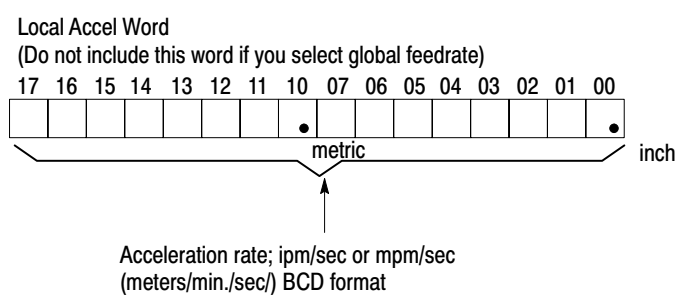 Local Accel Word
(Do not include this word if you select global feedrate)
17 16 15 14 13 12 11 10 07 06 05 04 03 02 01 00
metric
inch
Acceleration rate; ipm/sec or mpm/sec
(meters/min./sec/) BCD format